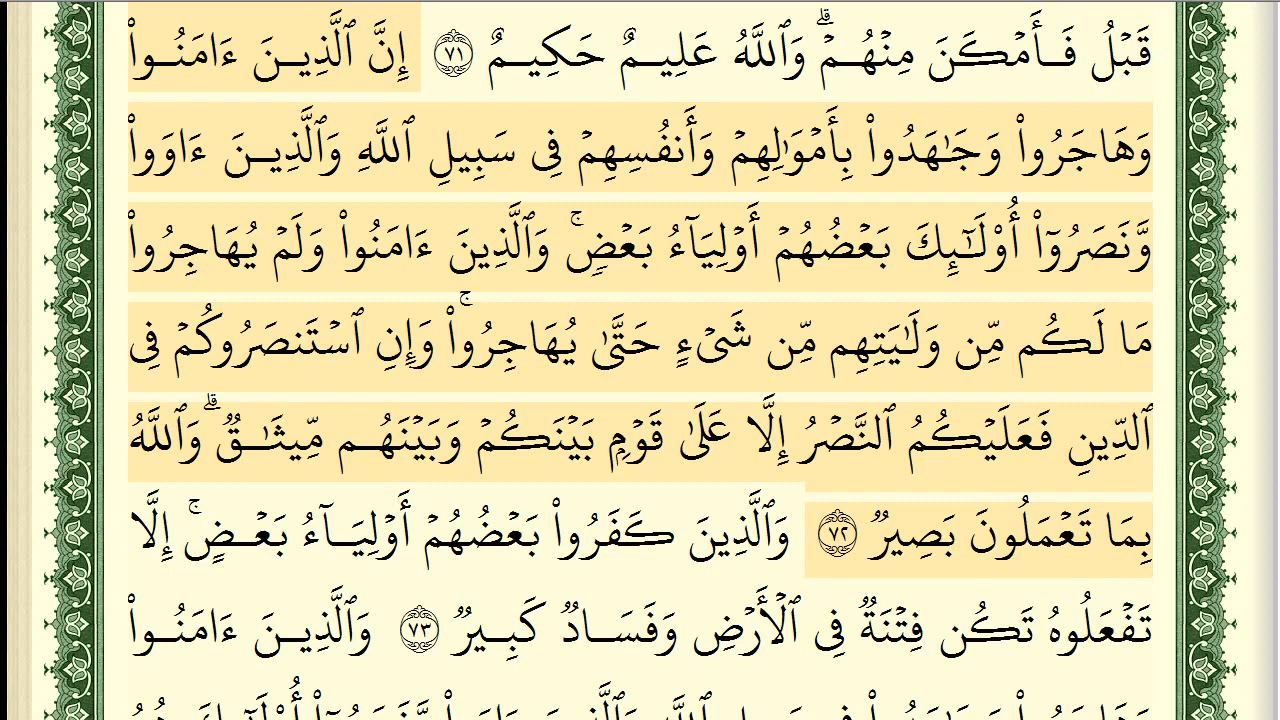 قَبۡلُ فَأَمۡكَنَ مِنۡهُمۡۗ وَٱللَّهُ عَلِيمٌ حَكِيمٌ ٧١ إِنَّ ٱلَّذِينَ ءَامَنُواْ
وَهَاجَرُواْ وَجَٰهَدُواْ بِأَمۡوَٰلِهِمۡ وَأَنفُسِهِمۡ فِي سَبِيلِ ٱللَّهِ وَٱلَّذِينَ ءَاوَواْ
وَّنَصَرُوٓاْ أُوْلَٰٓئِكَ بَعۡضُهُمۡ أَوۡلِيَآءُ بَعۡضٖۚ وَٱلَّذِينَ ءَامَنُواْ وَلَمۡ يُهَاجِرُواْ
مَا لَكُم مِّن وَلَٰيَتِهِم مِّن شَيۡءٍ حَتَّىٰ يُهَاجِرُواْۚ وَإِنِ ٱسۡتَنصَرُوكُمۡ فِي
ٱلدِّينِ فَعَلَيۡكُمُ ٱلنَّصۡرُ إِلَّا عَلَىٰ قَوۡمِۭ بَيۡنَكُمۡ وَبَيۡنَهُم مِّيثَٰقٞۗ وَٱللَّهُ
بِمَا تَعۡمَلُونَ بَصِيرٞ ٧٢ وَٱلَّذِينَ كَفَرُواْ بَعۡضُهُمۡ أَوۡلِيَآءُ بَعۡضٍۚ إِلَّا
تَفۡعَلُوهُ تَكُن فِتۡنَةٞ فِي ٱلۡأَرۡضِ وَفَسَادٞ كَبِيرٞ ٧٣ وَٱلَّذِينَ ءَامَنُواْ